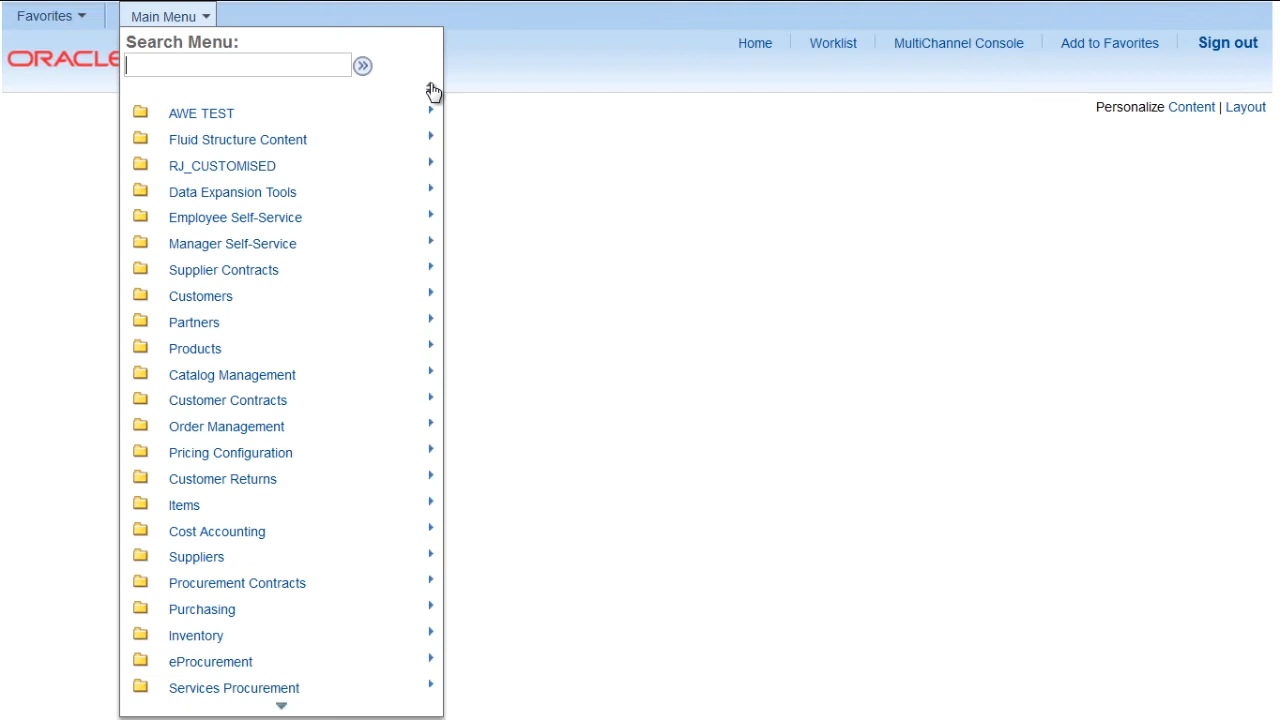 Favorites Main Menu
Search Menu:
ORACLE Home Worklist MultiChannel Console Add to Favorites Sign out
Personalize Content | Layout
AWE TEST
Fluid Structure Content
RJ_CUSTOMISED
Data Expansion Tools
Employee Self-Service
Manager Self-Service
Supplier Contracts
Customers
Partners
Products
Catalog Management
Customer Contracts
Order Management
Pricing Configuration
Customer Returns
Items
Cost Accounting
Suppliers
Procurement Contracts
Purchasing
Inventory
eProcurement
Services Procurement